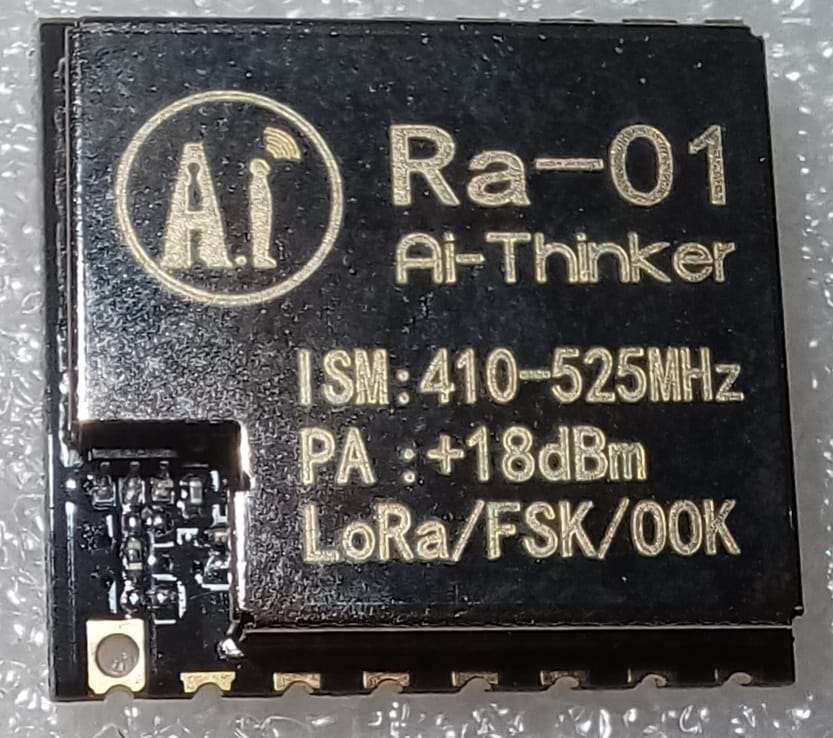 A.i
Ra-01
Ai-Thinker
ISM:410-525MHz
PA :+18dBm
LoRa/FSK/OOK